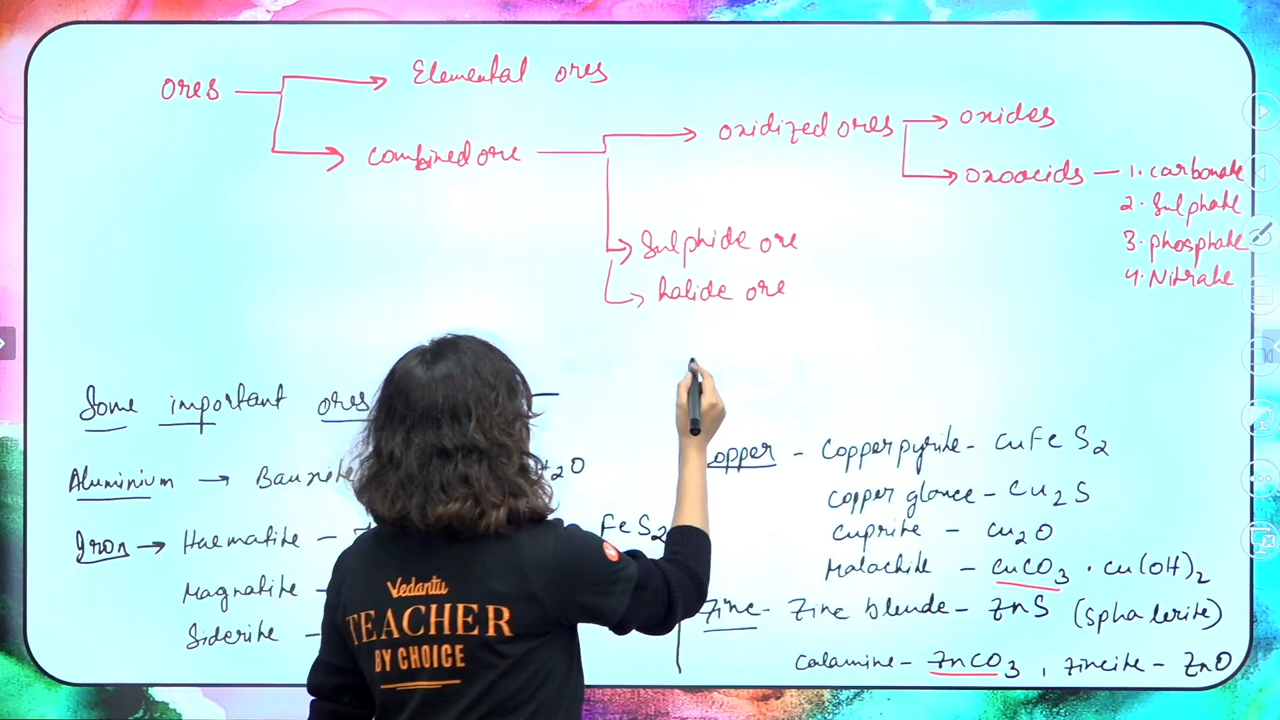 ores
Elemental ores
combined ore
oxidized ores
oxides
oxoacids — 1. carbonate
2. Sulphate
3. phosphate
4. Nitrate
Sulphide ore
halide ore
Some important ores
Aluminium → Bauxite
H2O
Iron → Haematite –
FeS2
Magnatite –
Siderite –
opper – Copper pyrite – CuFeS2
copper glance – Cu2S
cuprite – Cu2O
Malachite – CuCO3 · Cu(OH)2
Zinc – Zinc blende – ZnS (sphalerite)
Calamine – ZnCO3 , Zincite – ZnO
Vedantu
TEACHER
BY CHOICE